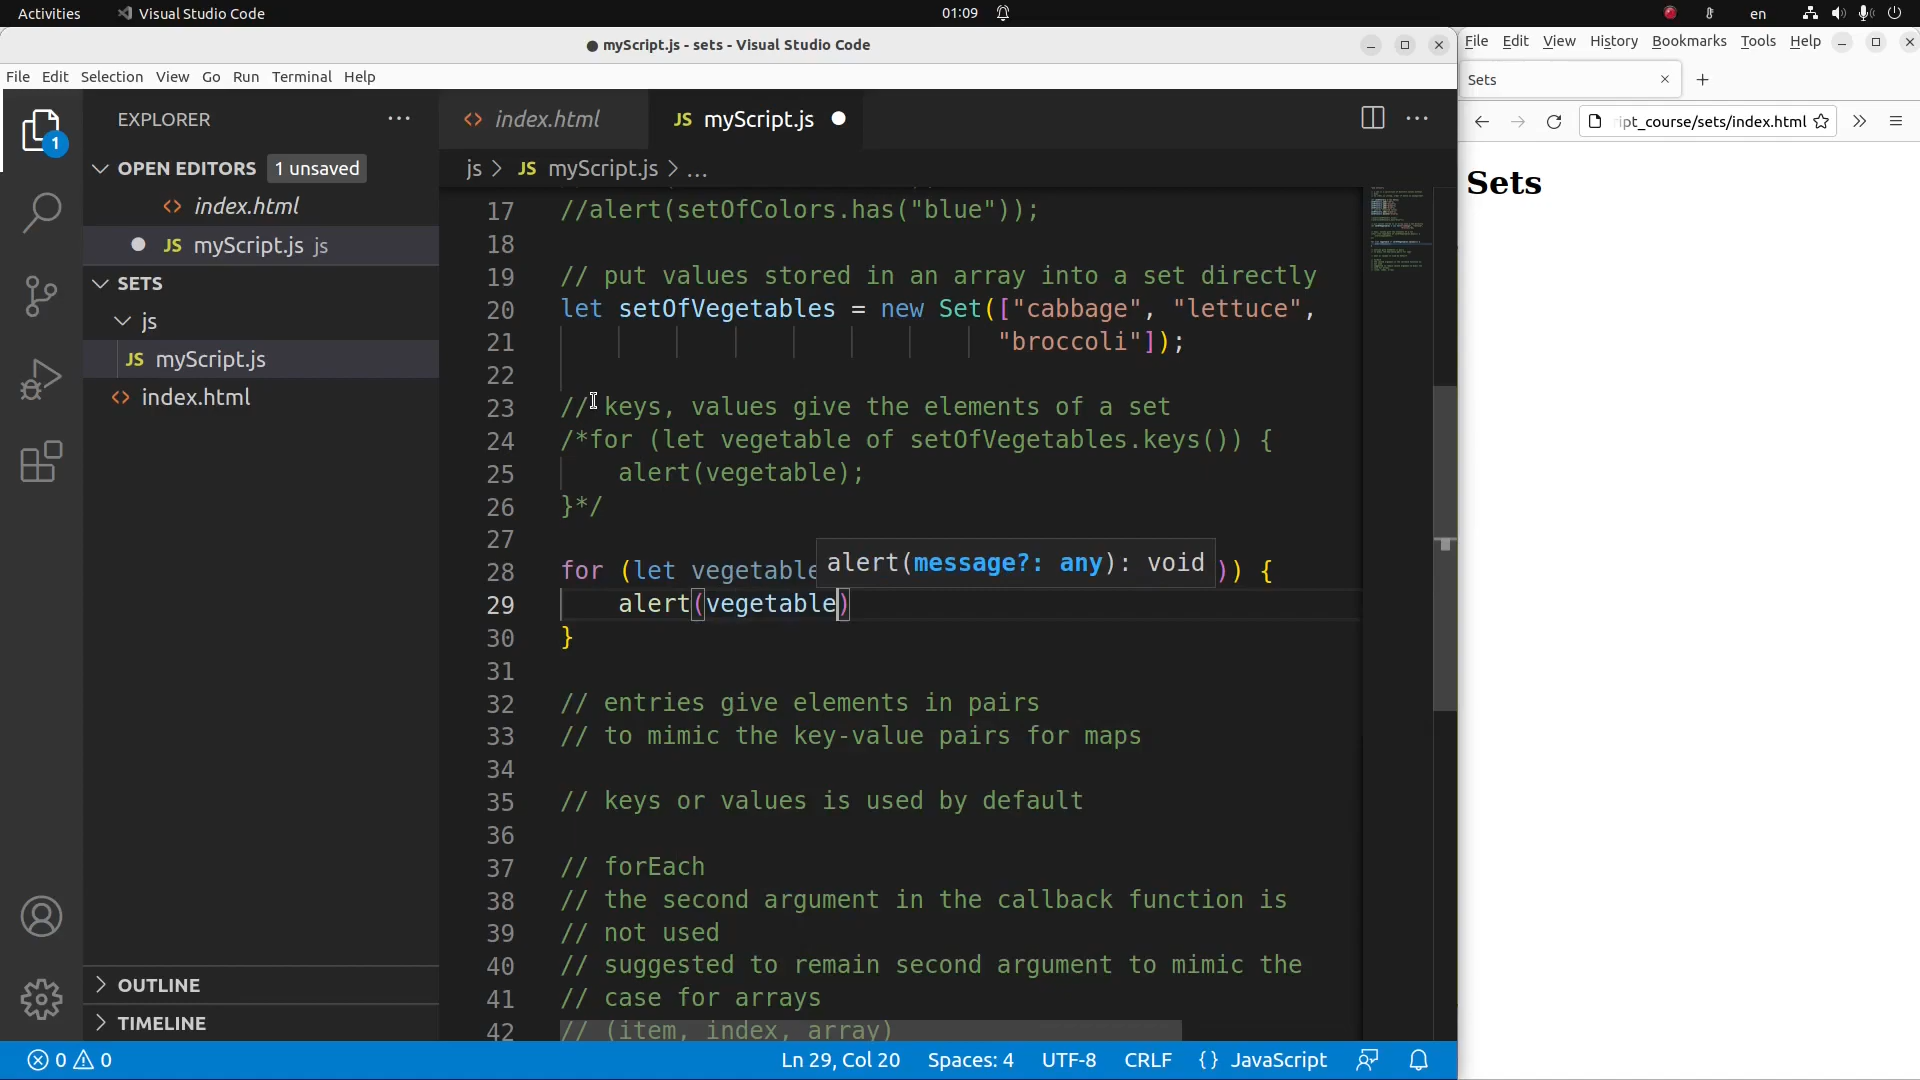 Activities
Visual Studio Code
01:09
en
myScript.js - sets - Visual Studio Code
File Edit Selection View Go Run Terminal Help
EXPLORER
OPEN EDITORS
1 unsaved
index.html
myScript.js js
SETS
js
myScript.js
index.html
OUTLINE
TIMELINE
1
index.html
JS myScript.js
js > JS myScript.js > ...
17 //alert(setOfColors.has("blue"));
18
19 // put values stored in an array into a set directly
20 let setOfVegetables = new Set(["cabbage", "lettuce",
21 "broccoli"]);
22
23 // keys, values give the elements of a set
24 /*for (let vegetable of setOfVegetables.keys()) {
25 alert(vegetable);
26 }*/
27
28 for (let vegetable )) {
alert(message?: any): void
29 alert(vegetable)
30 }
31
32 // entries give elements in pairs
33 // to mimic the key-value pairs for maps
34
35 // keys or values is used by default
36
37 // forEach
38 // the second argument in the callback function is
39 // not used
40 // suggested to remain second argument to mimic the
41 // case for arrays
42 // (item, index, array)
0 0
Ln 29, Col 20
Spaces: 4
UTF-8
CRLF
{} JavaScript
File Edit View History Bookmarks Tools Help
Sets
ipt_course/sets/index.html
Sets